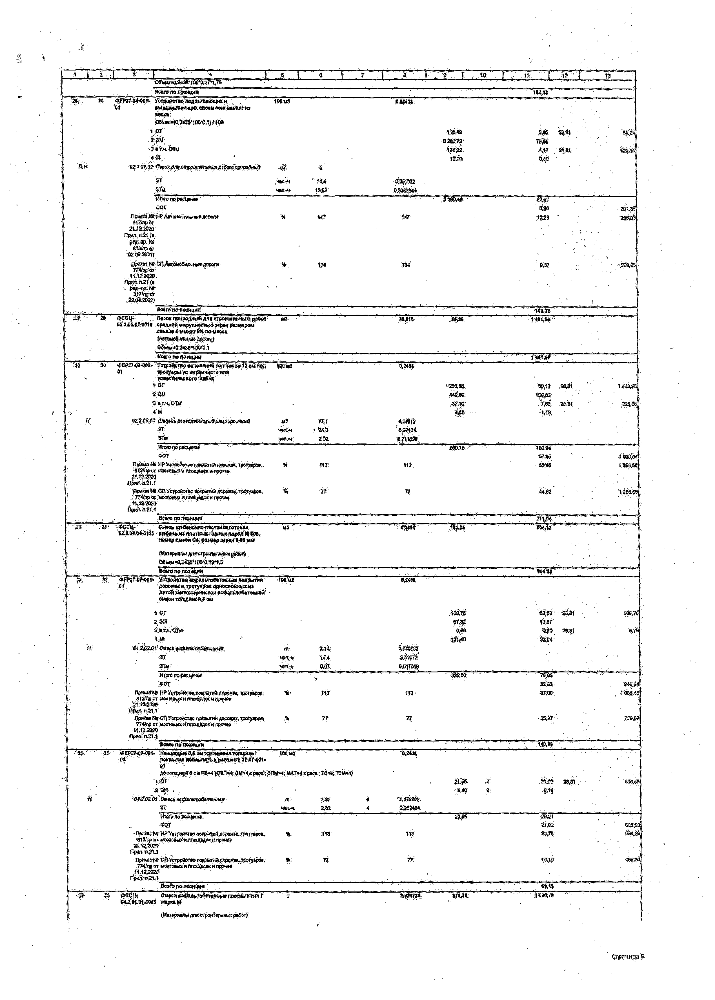 1 2 3 4 5 6 7 8 9 10 11 12 13
Объем=0,2438*100*0,27*1,75
Всего по позиции 164,13
28 28 ФЕР27-04-001- Устройство подстилающих и 100 м3 0,02438
01 выравнивающих слоев оснований: из
песка
Объем=(0,2438*100*0,1) / 100
1 ОТ 115,49 2,82 28,81 81,24
2 ЭМ 3 262,79 79,55
3 в т.ч. ОТм 171,22 4,17 28,81 120,14
4 М 12,20 0,30
П,Н 02.3.01.02 Песок для строительных работ природный м3 0
ЗТ чел.-ч 14,4 0,351072
ЗТм чел.-ч 13,88 0,3383944
Итого по расценке 3 390,48 82,67
ФОТ 6,99 201,38
Приказ № НР Автомобильные дороги % 147 147 10,28 296,03
812/пр от
21.12.2020
Прил. п.21 (в
ред. пр. №
636/пр от
02.09.2021)
Приказ № СП Автомобильные дороги % 134 134 9,37 269,85
774/пр от
11.12.2020
Прил. п.21 (в
ред. пр. №
317/пр от
22.04.2022)
Всего по позиции 102,32
29 29 ФССЦ- Песок природный для строительных: работ м3 26,818 55,26 1 481,96
02.3.01.02-0016 средний с крупностью зерен размером
свыше 5 мм-до 5% по массе
(Автомобильные дороги)
Объем=0,2438*100*1,1
Всего по позиции 1 481,96
30 30 ФЕР27-07-002- Устройство оснований толщиной 12 см под 100 м2 0,2438
01 тротуары из кирпичного или
известнякового щебня
1 ОТ 205,58 50,12 28,81 1 443,96
2 ЭМ 449,69 109,63
3 в т.ч. ОТм 32,10 7,83 28,81 225,58
4 М 4,88 1,19
Н 02.2.05.04 Щебень известняковый или кирпичный м3 17,4 4,24212
ЗТ чел.-ч 24,3 5,92434
ЗТм чел.-ч 2,92 0,711896
Итого по расценке 660,15 160,94
ФОТ 57,95 1 669,54
Приказ № НР Устройство покрытий дорожек, тротуаров, % 113 113 65,48 1 886,58
812/пр от мостовых и площадок и прочее
21.12.2020
Прил. п.21.1
Приказ № СП Устройство покрытий дорожек, тротуаров, % 77 77 44,62 1 285,55
774/пр от мостовых и площадок и прочее
11.12.2020
Прил. п.21.1
Всего по позиции 271,04
31 31 ФССЦ- Смесь щебеночно-песчаная готовая, м3 4,3884 183,26 804,22
02.2.04.04-0121 щебень из плотных горных пород М 800,
номер смеси С4, размер зерен 0-80 мм
(Материалы для строительных работ)
Объем=0,2438*100*0,12*1,5
Всего по позиции 804,22
32 32 ФЕР27-07-001- Устройство асфальтобетонных покрытий 100 м2 0,2438
01 дорожек и тротуаров однослойных из
литой мелкозернистой асфальтобетонной
смеси толщиной 3 см
1 ОТ 133,78 32,62 28,81 939,78
2 ЭМ 57,32 13,97
3 в т.ч. ОТм 0,80 0,20 28,81 5,76
4 М 131,40 32,04
Н 04.2.02.01 Смесь асфальтобетонная т 7,14 1,740732
ЗТ чел.-ч 14,4 3,51072
ЗТм чел.-ч 0,07 0,017066
Итого по расценке 322,50 78,63
ФОТ 32,82 945,54
Приказ № НР Устройство покрытий дорожек, тротуаров, % 113 113 37,09 1 068,46
812/пр от мостовых и площадок и прочее
21.12.2020
Прил. п.21.1
Приказ № СП Устройство покрытий дорожек, тротуаров, % 77 77 25,27 728,07
774/пр от мостовых и площадок и прочее
11.12.2020
Прил. п.21.1
Всего по позиции 140,99
33 33 ФЕР27-07-001- На каждые 0,5 см изменения толщины 100 м2 0,2438
02 покрытия добавлять к расценке 27-07-001-
01
до толщины 5 см ПЗ=4 (ОЗП=4; ЭМ=4 к расх.; ЗПМ=4; МАТ=4 к расх.; ТЗ=4; ТЗМ=4)
1 ОТ 21,55 4 21,02 28,81 605,59
2 ЭМ 8,40 4 8,19
Н 04.2.02.01 Смесь асфальтобетонная т 1,21 4 1,179992
ЗТ чел.-ч 2,32 4 2,262464
Итого по расценке 29,95 29,21
ФОТ 21,02 605,59
Приказ № НР Устройство покрытий дорожек, тротуаров, % 113 113 23,75 684,32
812/пр от мостовых и площадок и прочее
21.12.2020
Прил. п.21.1
Приказ № СП Устройство покрытий дорожек, тротуаров, % 77 77 16,19 466,30
774/пр от мостовых и площадок и прочее
11.12.2020
Прил. п.21.1
Всего по позиции 69,15
34 34 ФССЦ- Смеси асфальтобетонные плотные тип Г т 2,920724 1 690,78
04.2.01.01-0055 марка III
(Материалы для строительных работ)
Страница 5